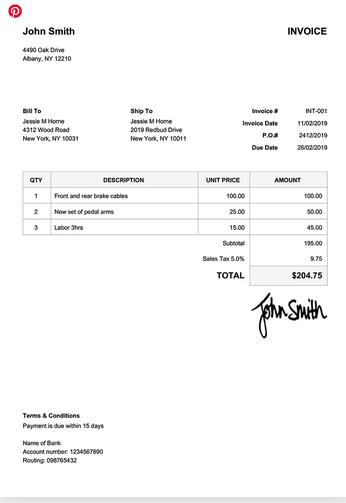 John Smith
INVOICE
4490 Oak Drive
Albany, NY 12210
Bill To
Jessie M Horne
4312 Wood Road
New York, NY 10031
Ship To
Jessie M Horne
2019 Redbud Drive
New York, NY 10011
Invoice # INT-001
Invoice Date 11/02/2019
P.O.# 2412/2019
Due Date 26/02/2019
QTY DESCRIPTION UNIT PRICE AMOUNT
1 Front and rear brake cables 100.00 100.00
2 New set of pedal arms 25.00 50.00
3 Labor 3hrs 15.00 45.00
Subtotal 195.00
Sales Tax 5.0% 9.75
TOTAL $204.75
John Smith
Terms & Conditions
Payment is due within 15 days
Name of Bank
Account number: 1234567890
Routing: 098765432